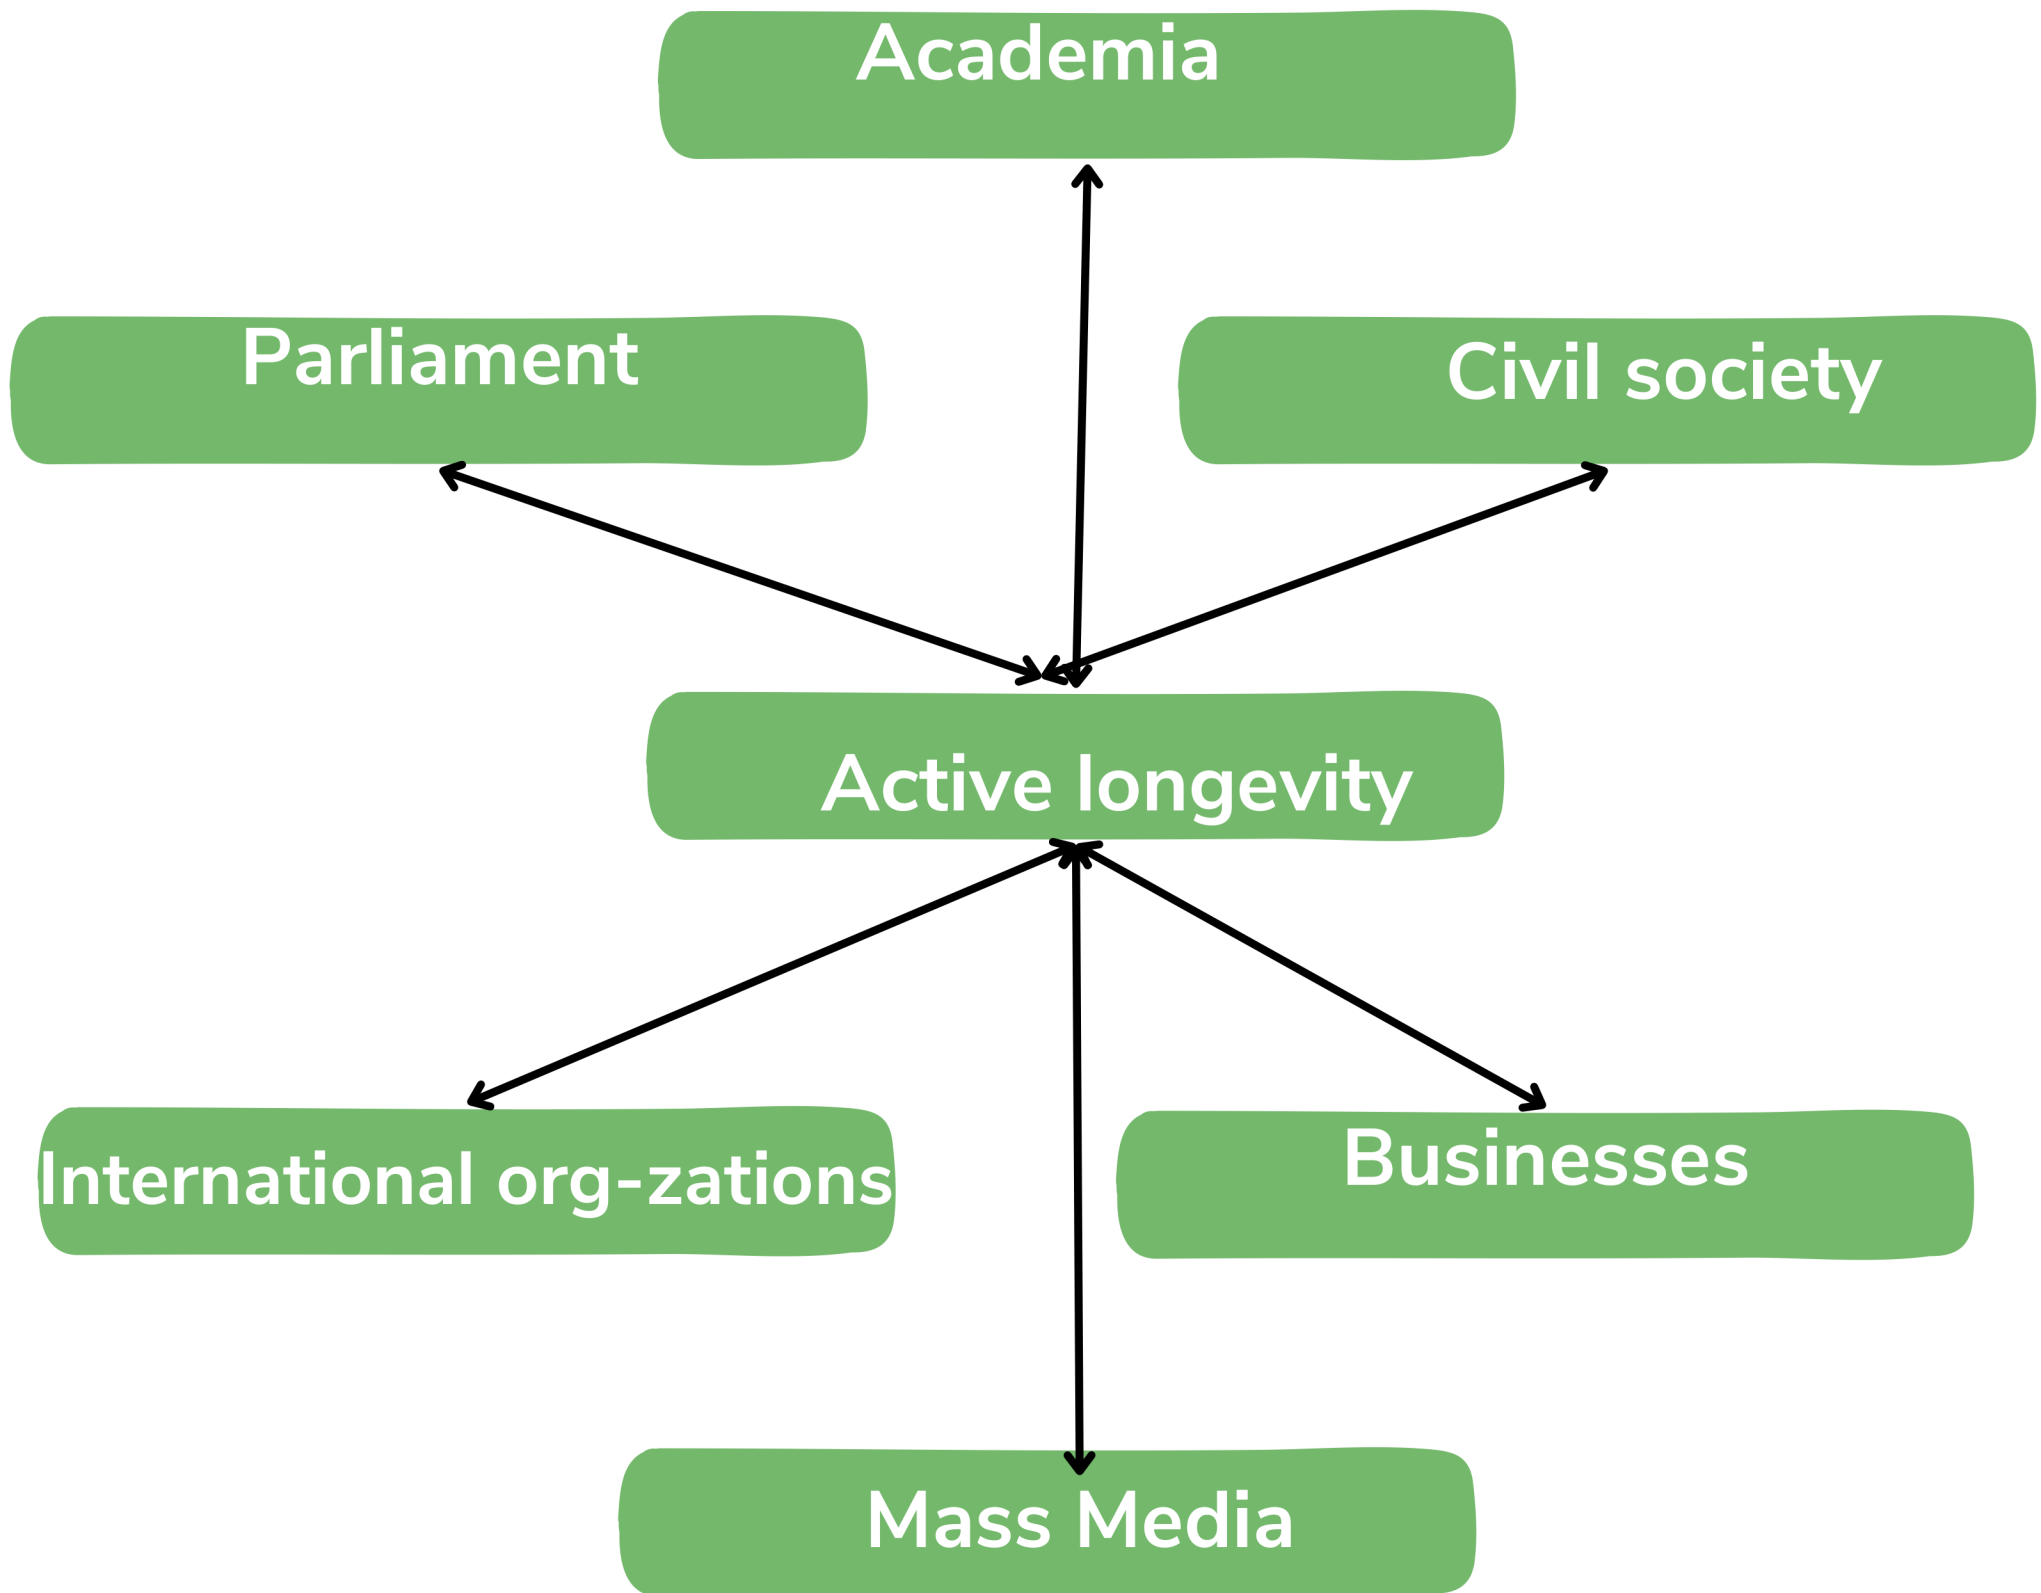 Academia
Parliament
Civil society
Active longevity
International org-zations
Businesses
Mass Media